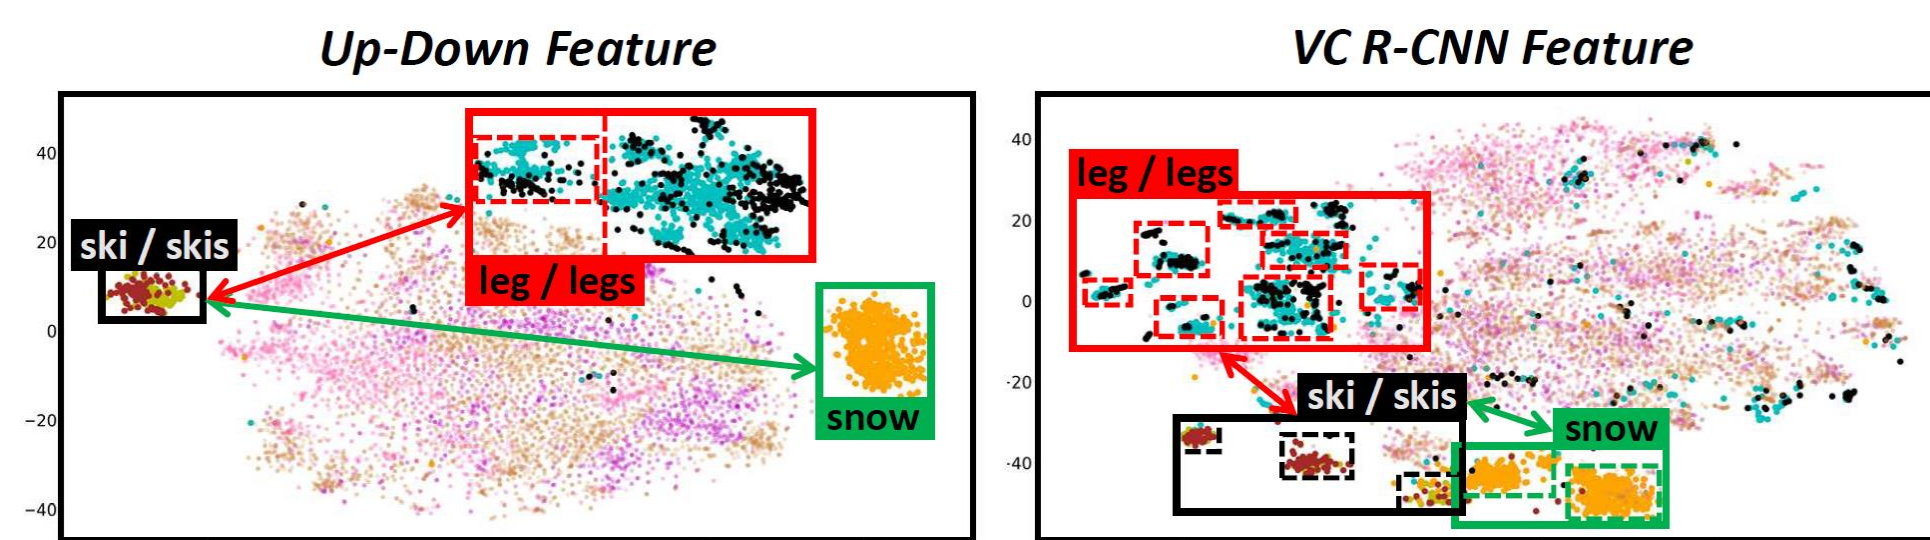 Up-Down Feature
40
20
0
−20
−40
ski / skis
leg / legs
snow
VC R-CNN Feature
40
20
0
-20
-40
leg / legs
ski / skis
snow